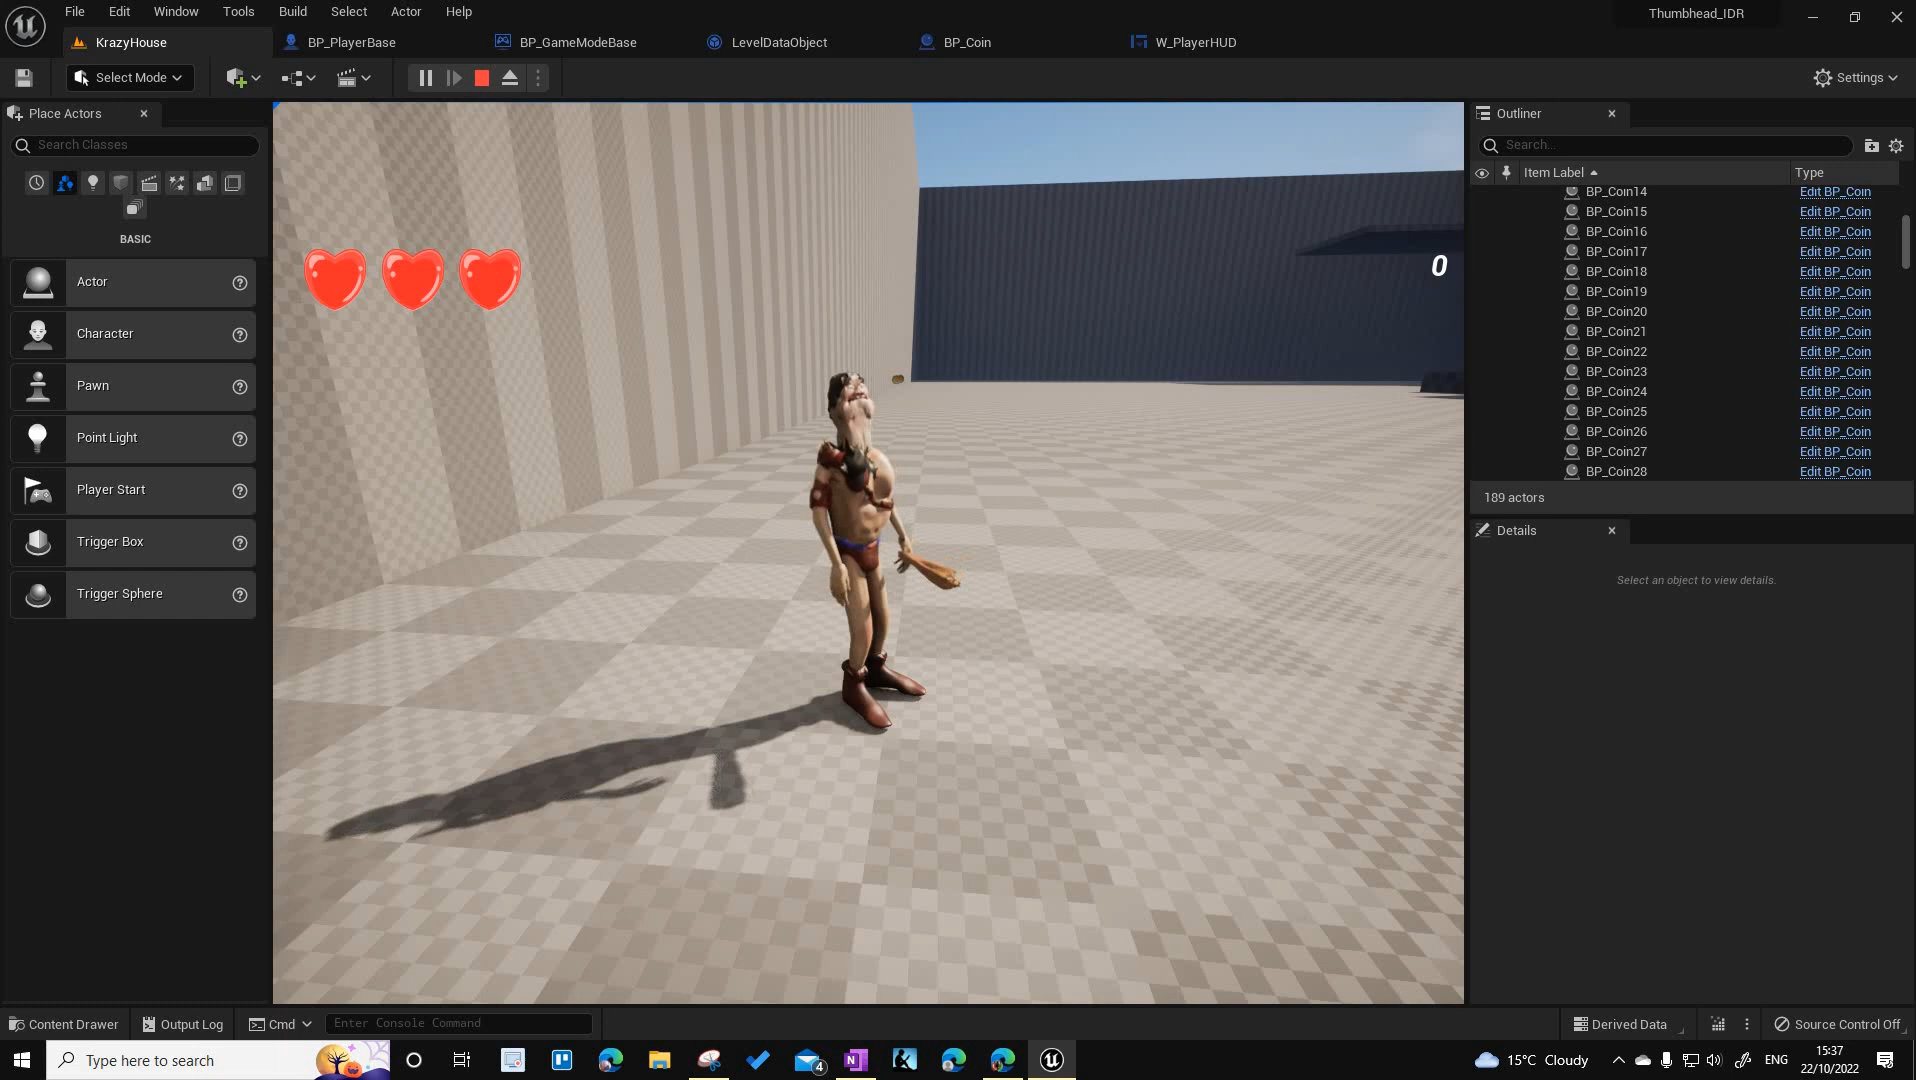 File Edit Window Tools Build Select Actor Help
Thumbhead_IDR
KrazyHouse
BP_PlayerBase
BP_GameModeBase
LevelDataObject
BP_Coin
W_PlayerHUD
Select Mode
Settings
Place Actors
Search Classes
BASIC
Actor
Character
Pawn
Point Light
Player Start
Trigger Box
Trigger Sphere
0
Outliner
Search...
Item Label Type
BP_Coin14 Edit BP_Coin
BP_Coin15 Edit BP_Coin
BP_Coin16 Edit BP_Coin
BP_Coin17 Edit BP_Coin
BP_Coin18 Edit BP_Coin
BP_Coin19 Edit BP_Coin
BP_Coin20 Edit BP_Coin
BP_Coin21 Edit BP_Coin
BP_Coin22 Edit BP_Coin
BP_Coin23 Edit BP_Coin
BP_Coin24 Edit BP_Coin
BP_Coin25 Edit BP_Coin
BP_Coin26 Edit BP_Coin
BP_Coin27 Edit BP_Coin
BP_Coin28 Edit BP_Coin
189 actors
Details
Select an object to view details.
Content Drawer Output Log Cmd Enter Console Command Derived Data Source Control Off
Type here to search
4
15°C Cloudy
ENG
15:37
22/10/2022